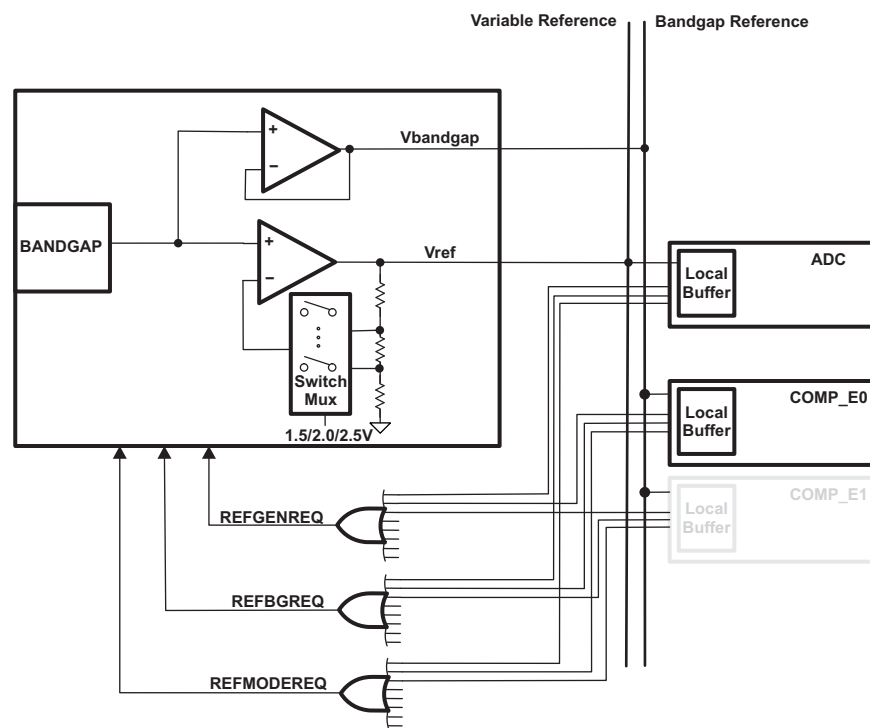 Variable Reference
Bandgap Reference
+
−
Vbandgap
BANDGAP
+
−
Vref
Switch
Mux
1.5/2.0/2.5V
Local
Buffer
ADC
Local
Buffer
COMP_E0
Local
Buffer
COMP_E1
REFGENREQ
REFBGREQ
REFMODEREQ